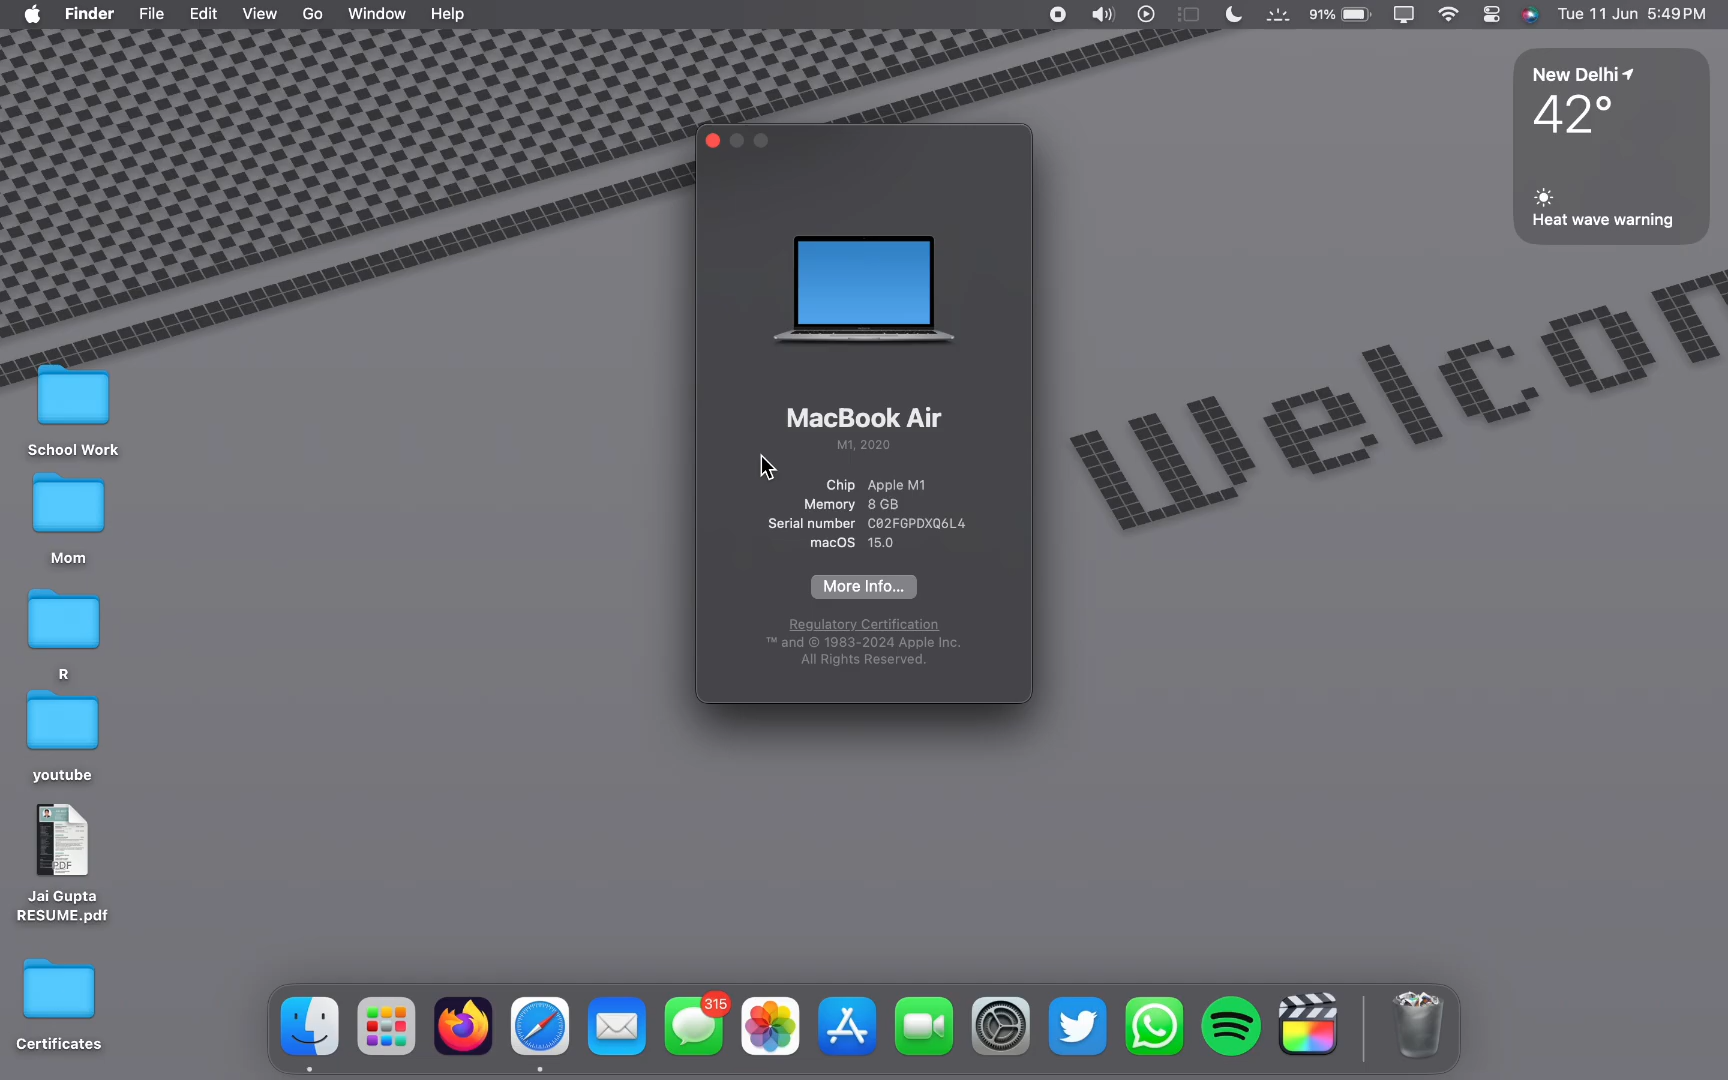 Finder File Edit View Go Window Help
91%
Tue 11 Jun 5:49 PM
New Delhi
42°
Heat wave warning
MacBook Air
M1, 2020
Chip Apple M1
Memory 8 GB
Serial number C02FGPDXQ6L4
macOS 15.0
More Info...
Regulatory Certification
™ and © 1983-2024 Apple Inc.
All Rights Reserved.
School Work
Mom
R
youtube
PDF
Jai Gupta
RESUME.pdf
Certificates
315